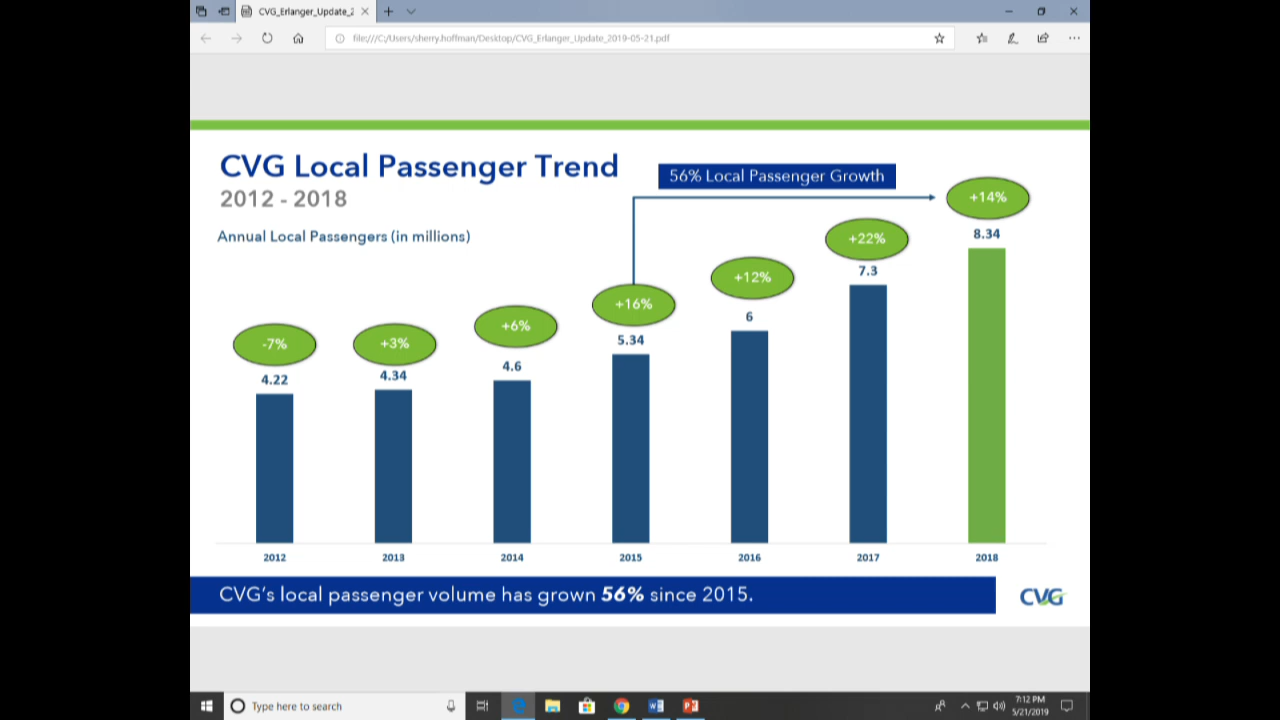 CVG_Erlanger_Update_2
file:///C:/Users/sherry.hoffman/Desktop/CVG_Erlanger_Update_2019-05-21.pdf
CVG Local Passenger Trend
2012 - 2018
Annual Local Passengers (in millions)
56% Local Passenger Growth
-7%
+3%
+6%
+16%
+12%
+22%
+14%
4.22
4.34
4.6
5.34
6
7.3
8.34
2012
2013
2014
2015
2016
2017
2018
CVG's local passenger volume has grown 56% since 2015.
CVG
Type here to search
7:12 PM
5/21/2019